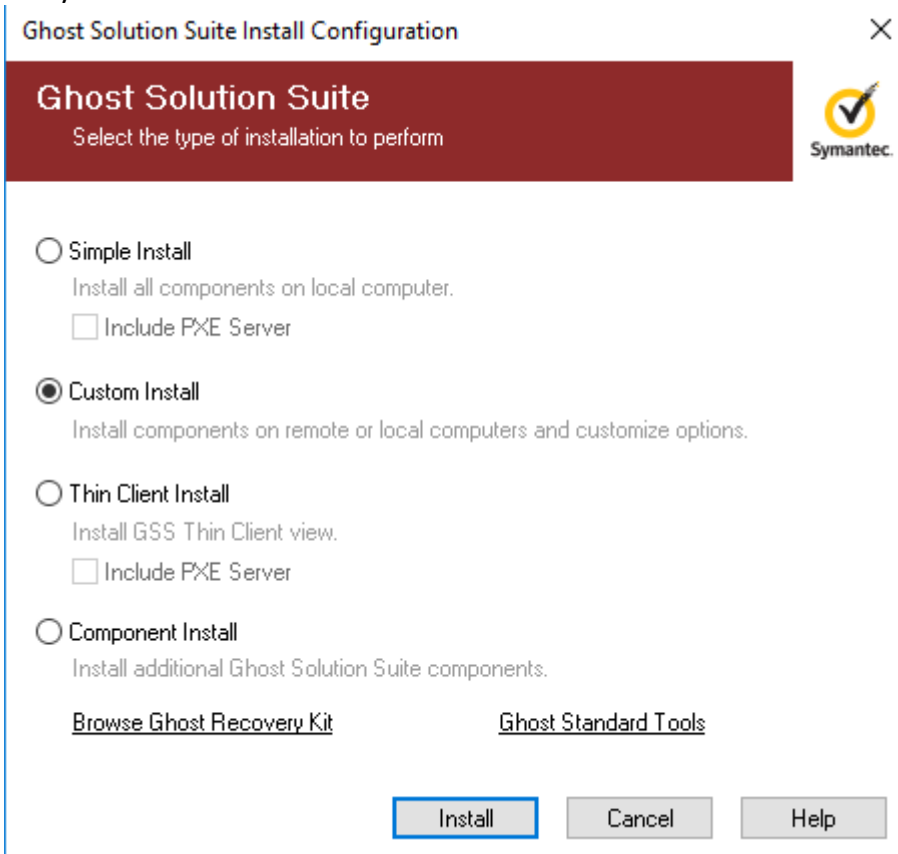 Ghost Solution Suite Install Configuration
Ghost Solution Suite
Select the type of installation to perform
Symantec.
Simple Install
Install all components on local computer.
Include PXE Server
Custom Install
Install components on remote or local computers and customize options.
Thin Client Install
Install GSS Thin Client view.
Include PXE Server
Component Install
Install additional Ghost Solution Suite components.
Browse Ghost Recovery Kit
Ghost Standard Tools
Install
Cancel
Help